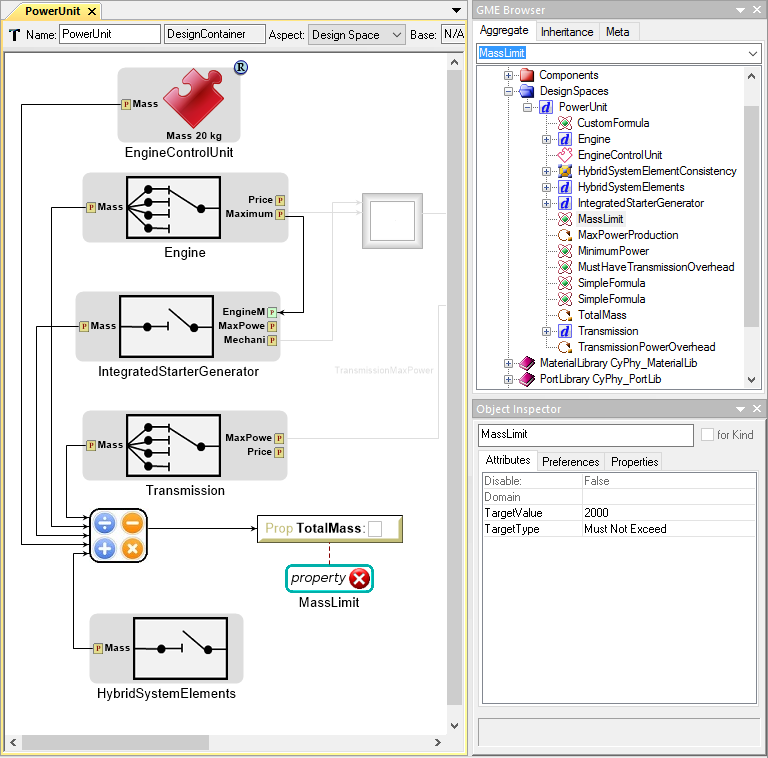 PowerUnit ×
T Name: PowerUnit DesignContainer Aspect: Design Space Base: N/A
P Mass
R
Mass 20 kg
EngineControlUnit
P Mass
Price P
Maximum P
Engine
P Mass
EngineM P
MaxPowe P
Mechani P
IntegratedStarterGenerator
TransmissionMaxPower
P Mass
MaxPowe P
Price P
Transmission
Prop TotalMass:
property
MassLimit
P Mass
HybridSystemElements
GME Browser
Aggregate Inheritance Meta
MassLimit
Components
DesignSpaces
d PowerUnit
CustomFormula
d Engine
EngineControlUnit
HybridSystemElementConsistency
d HybridSystemElements
d IntegratedStarterGenerator
MassLimit
MaxPowerProduction
MinimumPower
MustHaveTransmissionOverhead
SimpleFormula
SimpleFormula
TotalMass
d Transmission
TransmissionPowerOverhead
MaterialLibrary CyPhy_MaterialLib
PortLibrary CyPhy_PortLib
Object Inspector
MassLimit for Kind
Attributes Preferences Properties
Disable: False
Domain
TargetValue 2000
TargetType Must Not Exceed